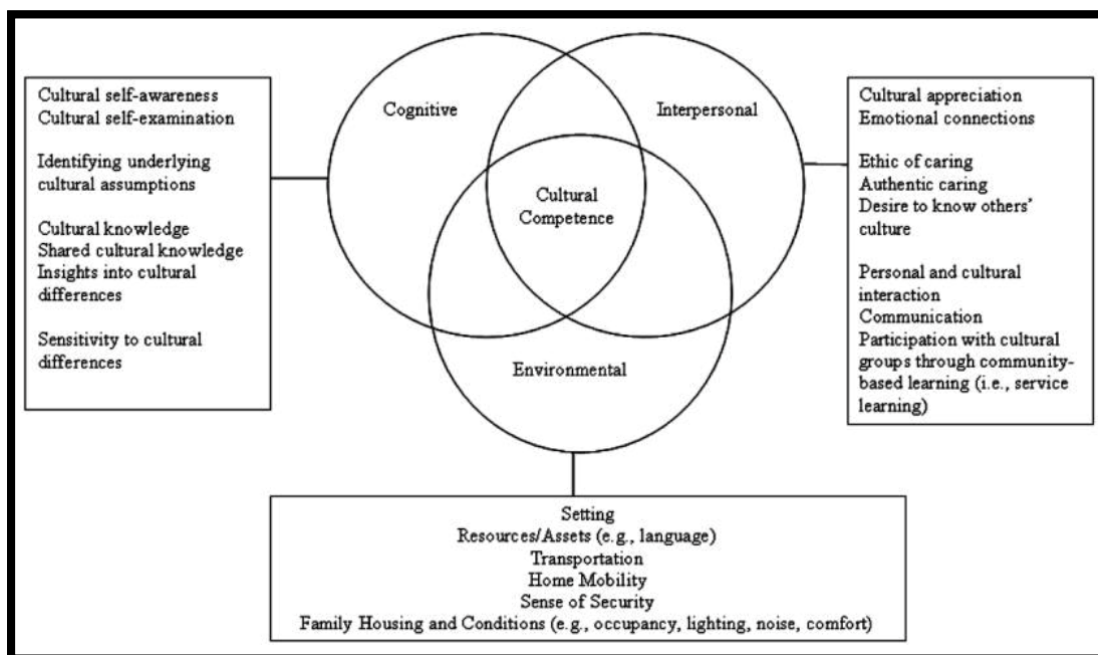 Cognitive
Interpersonal
Cultural
Competence
Environmental
Cultural self-awareness
Cultural self-examination
Identifying underlying
cultural assumptions
Cultural knowledge
Shared cultural knowledge
Insights into cultural
differences
Sensitivity to cultural
differences
Cultural appreciation
Emotional connections
Ethic of caring
Authentic caring
Desire to know others'
culture
Personal and cultural
interaction
Communication
Participation with cultural
groups through community-
based learning (i.e., service
learning)
Setting
Resources/Assets (e.g., language)
Transportation
Home Mobility
Sense of Security
Family Housing and Conditions (e.g., occupancy, lighting, noise, comfort)